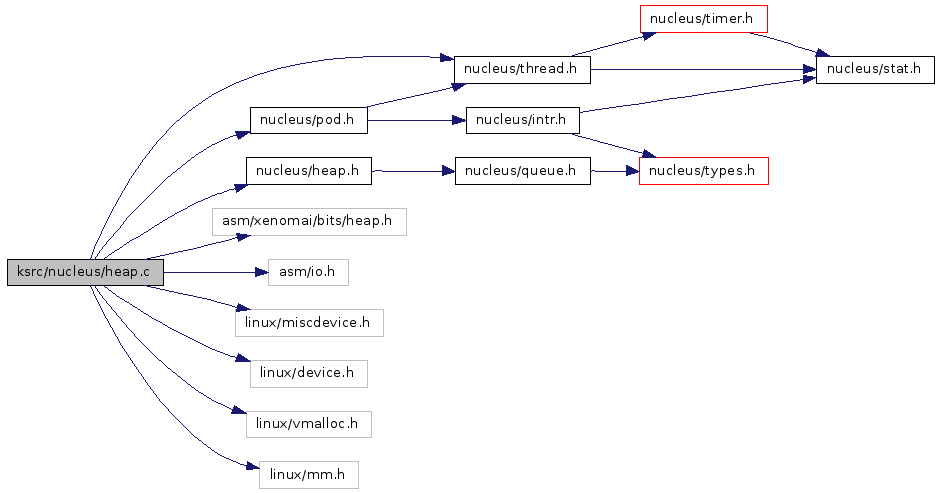 nucleus/timer.h
nucleus/thread.h
nucleus/stat.h
nucleus/pod.h
nucleus/intr.h
nucleus/heap.h
nucleus/queue.h
nucleus/types.h
asm/xenomai/bits/heap.h
ksrc/nucleus/heap.c
asm/io.h
linux/miscdevice.h
linux/device.h
linux/vmalloc.h
linux/mm.h